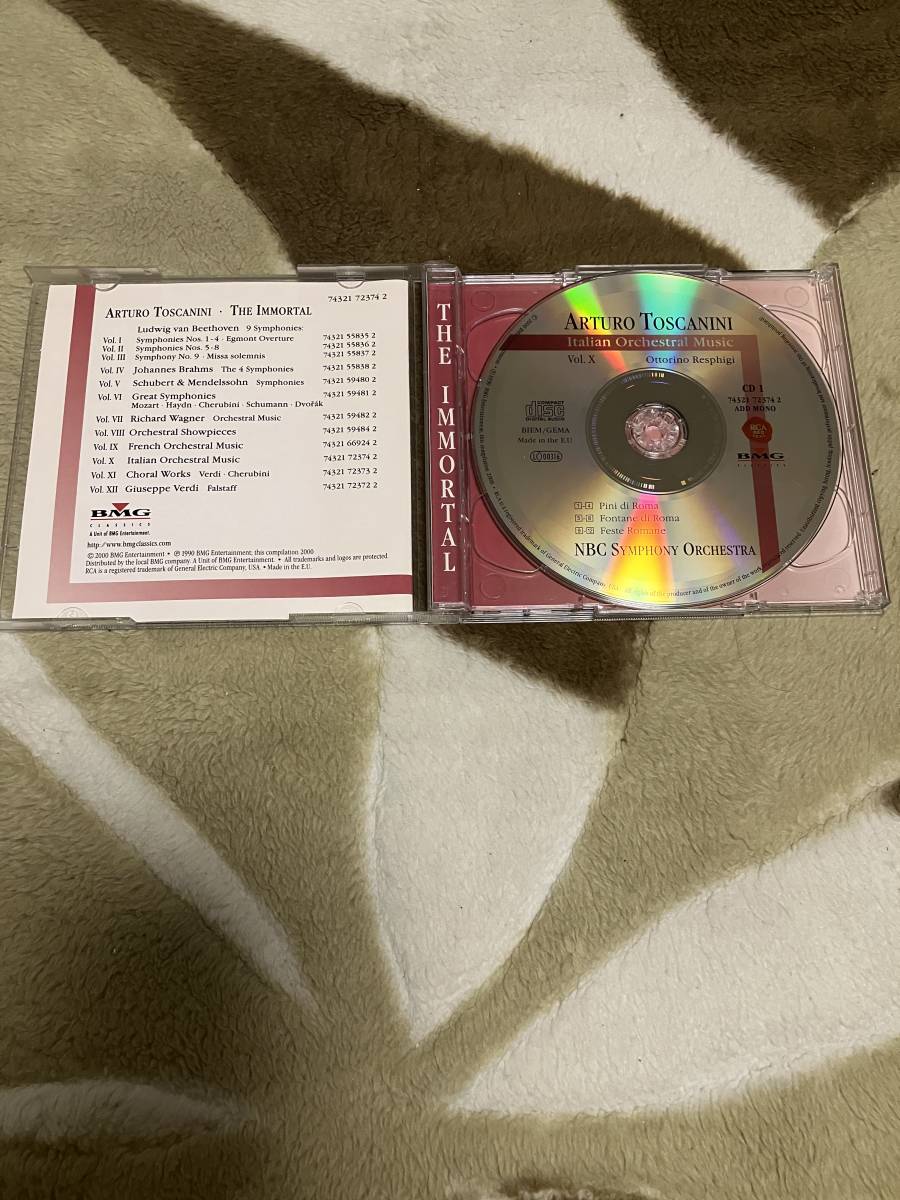 74321 72374 2
ARTURO TOSCANINI · THE IMMORTAL
Ludwig van Beethoven 9 Symphonies:
Vol. I Symphonies Nos. 1-4 · Egmont Overture 74321 55835 2
Vol. II Symphonies Nos. 5-8 74321 55836 2
Vol. III Symphony No. 9 · Missa solemnis 74321 55837 2
Vol. IV Johannes Brahms The 4 Symphonies 74321 55838 2
Vol. V Schubert & Mendelssohn Symphonies 74321 59480 2
Vol. VI Great Symphonies 74321 59481 2
Mozart · Haydn · Cherubini · Schumann · Dvořák
Vol. VII Richard Wagner Orchestral Music 74321 59482 2
Vol. VIII Orchestral Showpieces 74321 59484 2
Vol. IX French Orchestral Music 74321 66924 2
Vol. X Italian Orchestral Music 74321 72374 2
Vol. XI Choral Works Verdi · Cherubini 74321 72373 2
Vol. XII Giuseppe Verdi Falstaff 74321 72372 2
BMG
CLASSICS
A Unit of BMG Entertainment.
http://www.bmgclassics.com
© 2000 BMG Entertainment • ℗ 1990 BMG Entertainment; this compilation 2000
Distributed by the local BMG company. A Unit of BMG Entertainment • All trademarks and logos are protected.
RCA is a registered trademark of General Electric Company, USA. • Made in the E.U.
THE IMMORTAL
ARTURO TOSCANINI
Italian Orchestral Music
Vol. X Ottorino Resphigi
COMPACT
disc
DIGITAL AUDIO
CD 1
74321 72374 2
ADD MONO
BIEM/GEMA
Made in the E.U
LC 00316
RCA
RED
SEAL
BMG
CLASSICS
1-4 Pini di Roma
5-8 Fontane di Roma
9-12 Feste Romane
NBC SYMPHONY ORCHESTRA